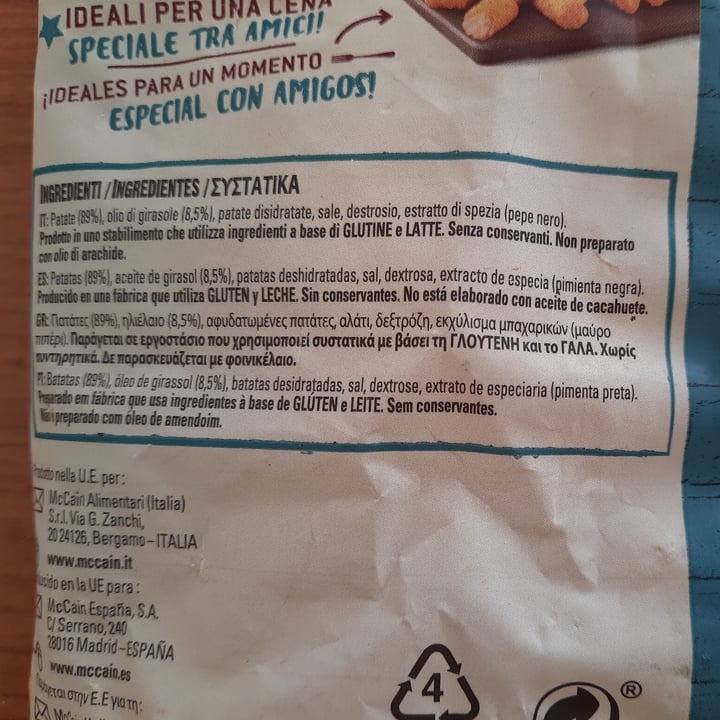 IDEALI PER UNA CENA
SPECIALE TRA AMICI!
¡IDEALES PARA UN MOMENTO
ESPECIAL CON AMIGOS!
INGREDIENTI / INGREDIENTES / ΣΥΣΤΑΤΙΚΑ
IT: Patate (89%), olio di girasole (8,5%), patate disidratate, sale, destrosio, estratto di spezia (pepe nero).
Prodotto in uno stabilimento che utilizza ingredienti a base di GLUTINE e LATTE. Senza conservanti. Non preparato
con olio di arachide.
ES: Patatas (89%), aceite de girasol (8,5%), patatas deshidratadas, sal, dextrosa, extracto de especia (pimienta negra).
Producido en una fábrica que utiliza GLUTEN y LECHE. Sin conservantes. No está elaborado con aceite de cacahuete.
GR: Πατάτες (89%), ηλιέλαιο (8,5%), αφυδατωμένες πατάτες, αλάτι, δεξτρόζη, εκχύλισμα μπαχαρικών (μαύρο
πιπέρι). Παράγεται σε εργοστάσιο που χρησιμοποιεί συστατικά με βάσει τη ΓΛΟΥΤΕΝΗ και το ΓΑΛΑ. Χωρίς
συντηρητικά. Δε παρασκευάζεται με φοινικέλαιο.
PT: Batatas (89%), óleo de girassol (8,5%), batatas desidratadas, sal, dextrose, extrato de especiaria (pimenta preta).
Preparado em fábrica que usa ingredientes à base de GLÚTEN e LEITE. Sem conservantes.
Não preparado com óleo de amendoim.
nella U.E. per:
McCain Alimentari (Italia)
S.r.l. Via G. Zanchi,
20 24126, Bergamo - ITALIA
www.mccain.it
en la UE para:
McCain España, S.A.
C/ Serrano, 240
28016 Madrid - ESPAÑA
www.mccain.es
στην Ε.Ε για τη:
4
®